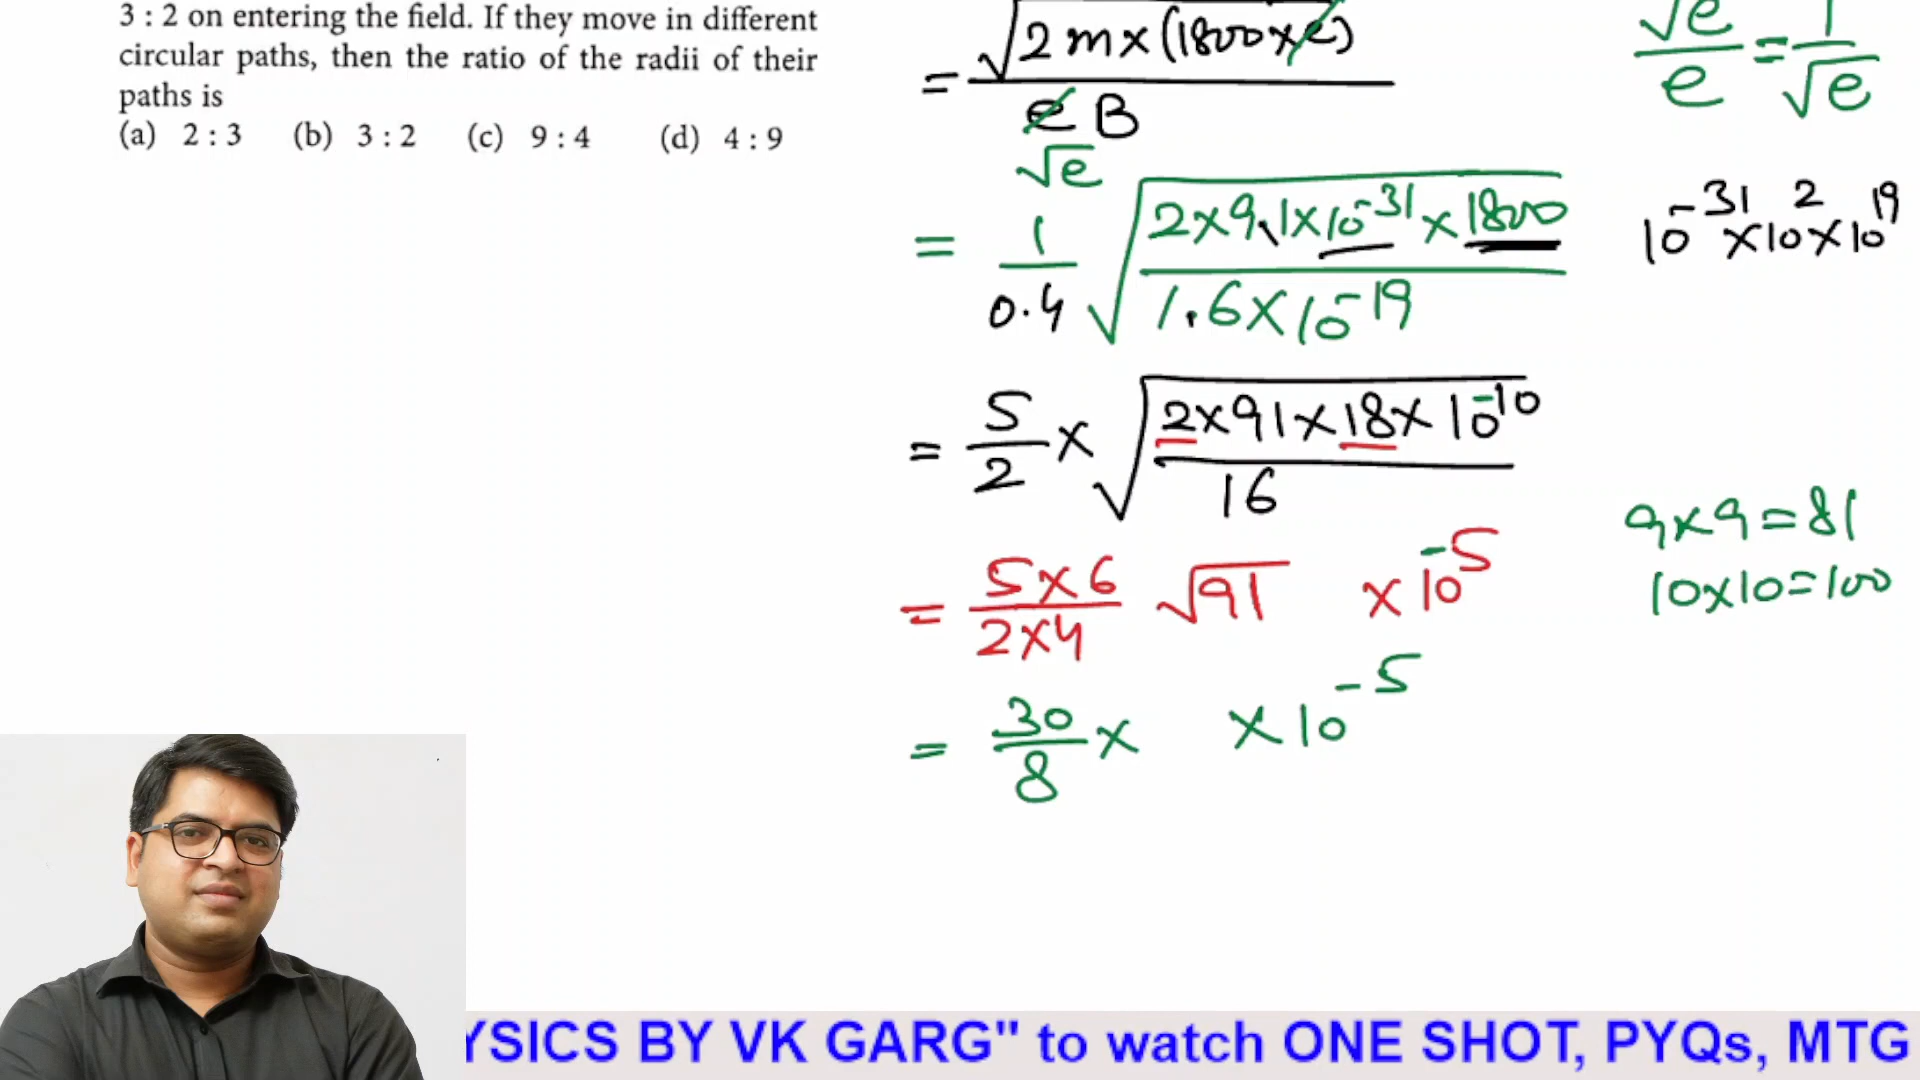 3 : 2 on entering the field. If they move in different
circular paths, then the ratio of the radii of their
paths is
(a) 2 : 3 (b) 3 : 2 (c) 9 : 4 (d) 4 : 9
= √(2m×(1800×e)) / eB
√e
= 1/0.4 √(2×9.1×10⁻³¹×1800 / 1.6×10⁻¹⁹)
= 5/2 × √(2×91×18×10⁻¹⁰ / 16)
= 5×6/2×4 √91 ×10⁻⁵
= 30/8 × ×10⁻⁵
√e/e = 1/√e
10⁻³¹×10²×10¹⁹
9×9=81
10×10=100
YSICS BY VK GARG" to watch ONE SHOT, PYQs, MTG